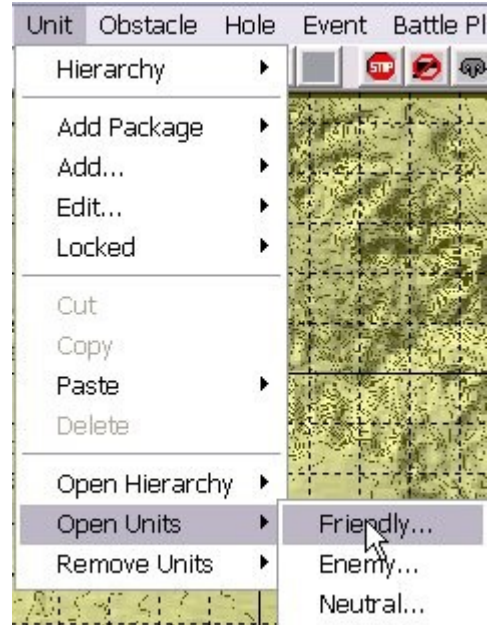 Unit Obstacle Hole Event Battle Pl
STOP
Hierarchy
Add Package
Add...
Edit...
Locked
Cut
Copy
Paste
Delete
Open Hierarchy
Open Units
Friendly...
Remove Units
Enemy...
Neutral...